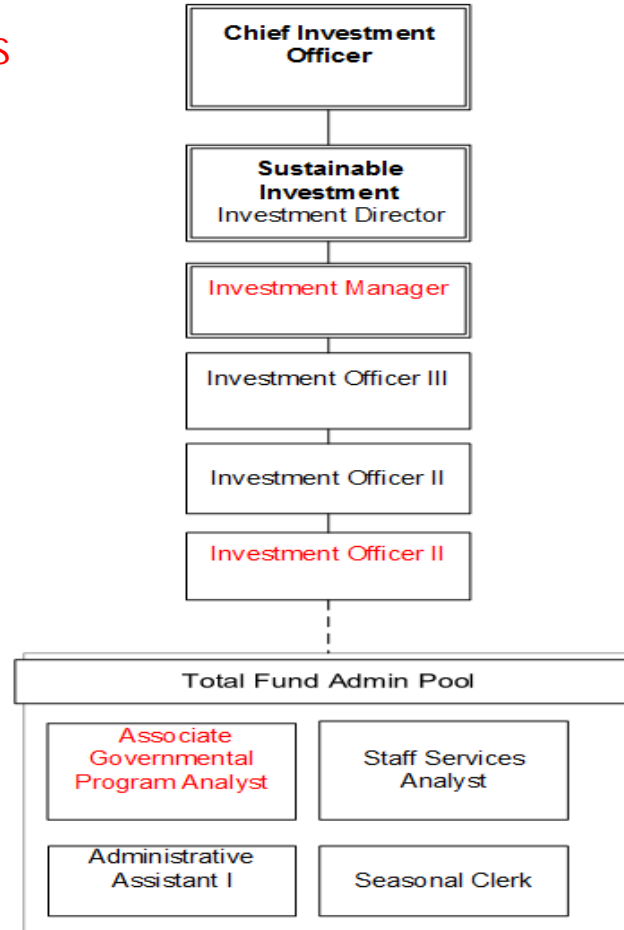 s
Chief Investment
Officer
Sustainable
Investment
Investment Director
Investment Manager
Investment Officer III
Investment Officer II
Investment Officer II
Total Fund Admin Pool
Associate
Governmental
Program Analyst
Staff Services
Analyst
Administrative
Assistant I
Seasonal Clerk